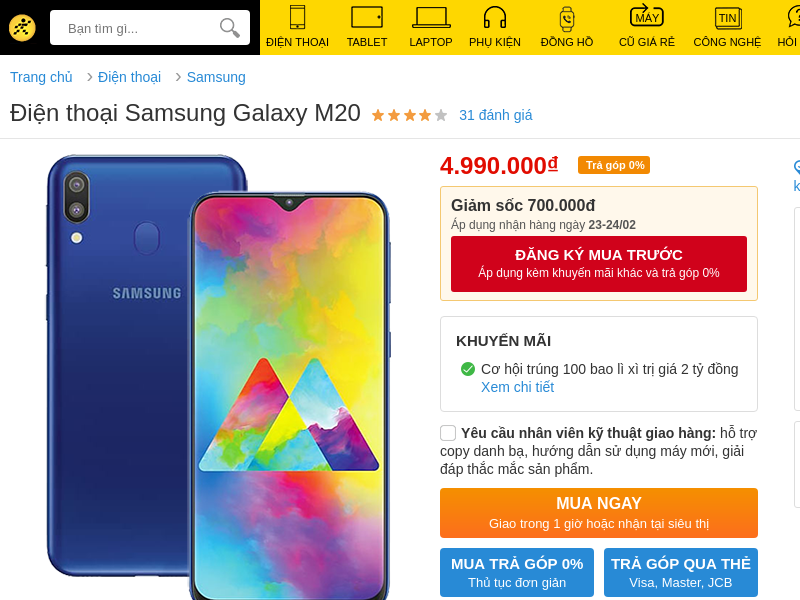 Bạn tìm gì...
ĐIỆN THOẠI
TABLET
LAPTOP
PHỤ KIỆN
ĐỒNG HỒ
MÁY
CŨ GIÁ RẺ
TIN
CÔNG NGHỆ
HỎI
Trang chủ › Điện thoại › Samsung
Điện thoại Samsung Galaxy M20
31 đánh giá
SAMSUNG
4.990.000₫
Trả góp 0%
Giảm sốc 700.000đ
Áp dụng nhận hàng ngày 23-24/02
ĐĂNG KÝ MUA TRƯỚC
Áp dụng kèm khuyến mãi khác và trả góp 0%
KHUYẾN MÃI
Cơ hội trúng 100 bao lì xì trị giá 2 tỷ đồng
Xem chi tiết
Yêu cầu nhân viên kỹ thuật giao hàng: hỗ trợ
copy danh bạ, hướng dẫn sử dụng máy mới, giải
đáp thắc mắc sản phẩm.
MUA NGAY
Giao trong 1 giờ hoặc nhận tại siêu thị
MUA TRẢ GÓP 0%
Thủ tục đơn giản
TRẢ GÓP QUA THẺ
Visa, Master, JCB